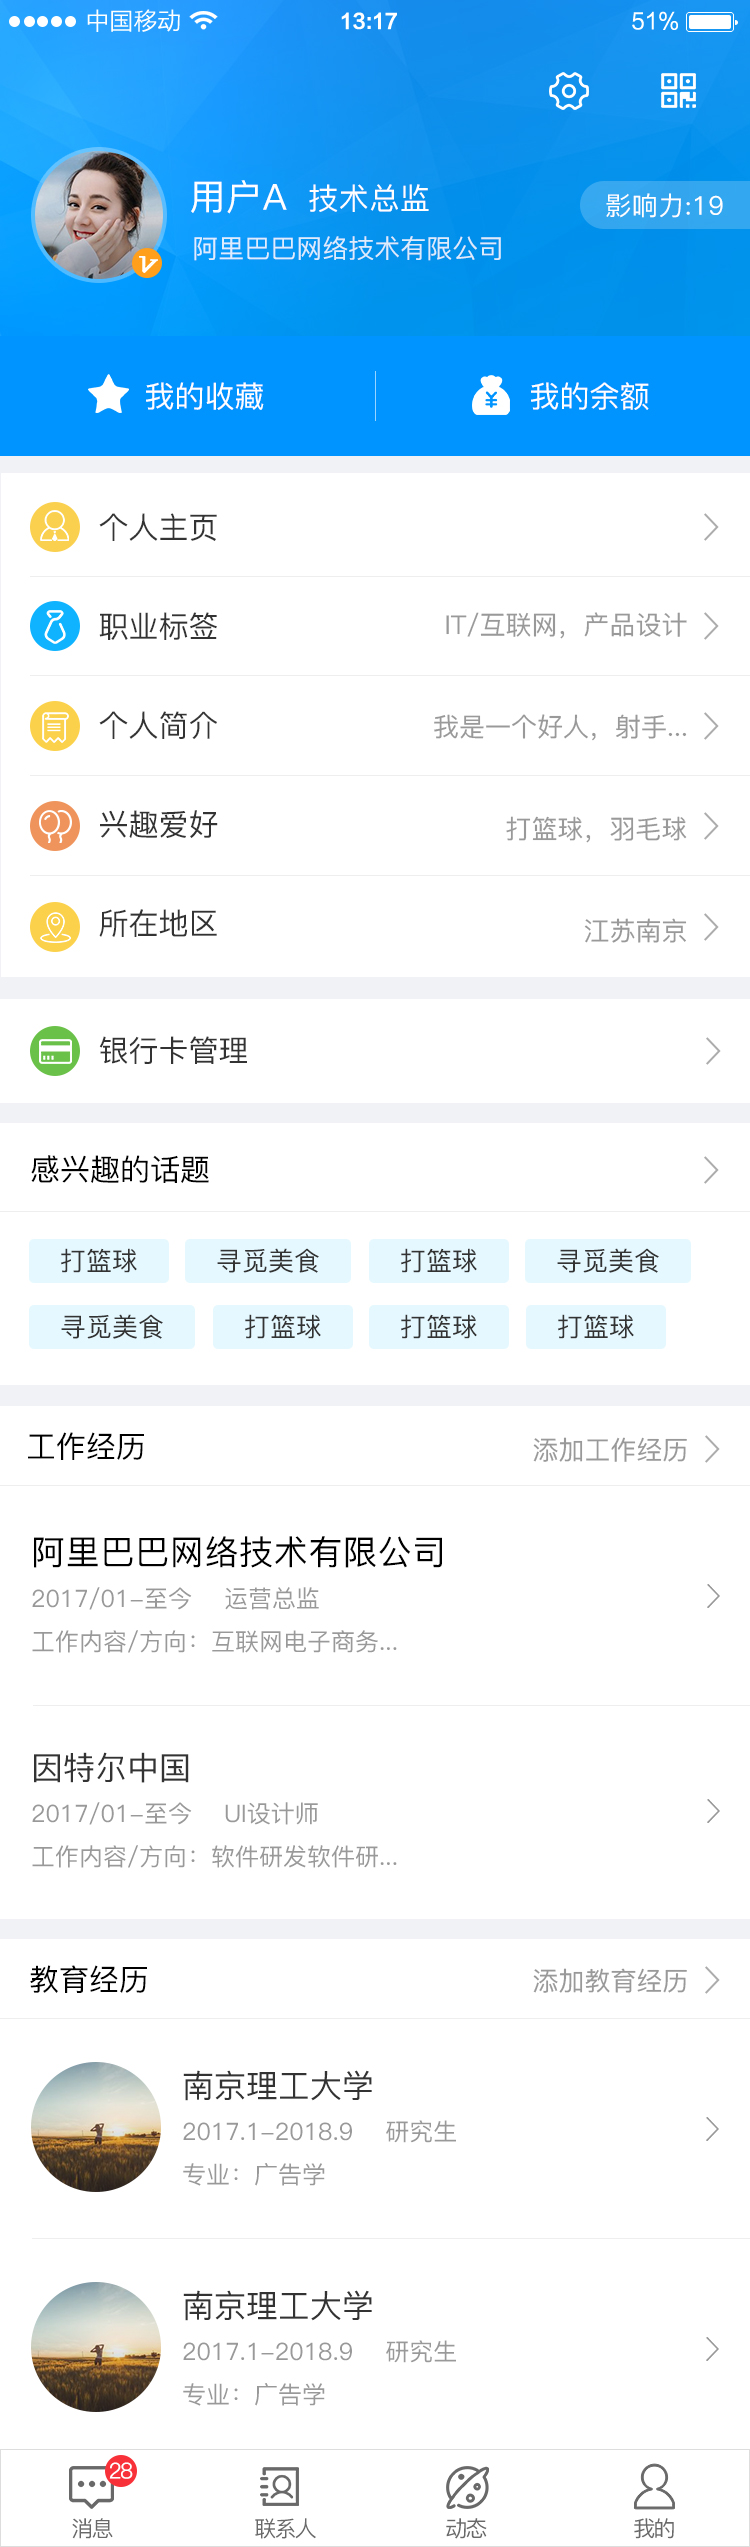 中国移动 13:17 51%
用户A 技术总监
影响力:19
阿里巴巴网络技术有限公司
我的收藏 我的余额
个人主页
职业标签 IT/互联网，产品设计
个人简介 我是一个好人，射手...
兴趣爱好 打篮球，羽毛球
所在地区 江苏南京
银行卡管理
感兴趣的话题
打篮球 寻觅美食 打篮球 寻觅美食
寻觅美食 打篮球 打篮球 打篮球
工作经历 添加工作经历
阿里巴巴网络技术有限公司
2017/01-至今 运营总监
工作内容/方向：互联网电子商务...
因特尔中国
2017/01-至今 UI设计师
工作内容/方向：软件研发软件研...
教育经历 添加教育经历
南京理工大学
2017.1-2018.9 研究生
专业：广告学
南京理工大学
2017.1-2018.9 研究生
专业：广告学
28
消息 联系人 动态 我的